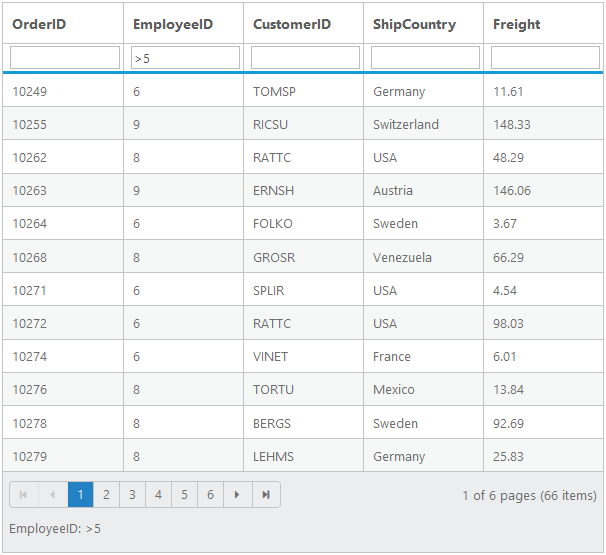 OrderID EmployeeID CustomerID ShipCountry Freight
>5
10249 6 TOMSP Germany 11.61
10255 9 RICSU Switzerland 148.33
10262 8 RATTC USA 48.29
10263 9 ERNSH Austria 146.06
10264 6 FOLKO Sweden 3.67
10268 8 GROSR Venezuela 66.29
10271 6 SPLIR USA 4.54
10272 6 RATTC USA 98.03
10274 6 VINET France 6.01
10276 8 TORTU Mexico 13.84
10278 8 BERGS Sweden 92.69
10279 8 LEHMS Germany 25.83
1 2 3 4 5 6 1 of 6 pages (66 items)
EmployeeID: >5